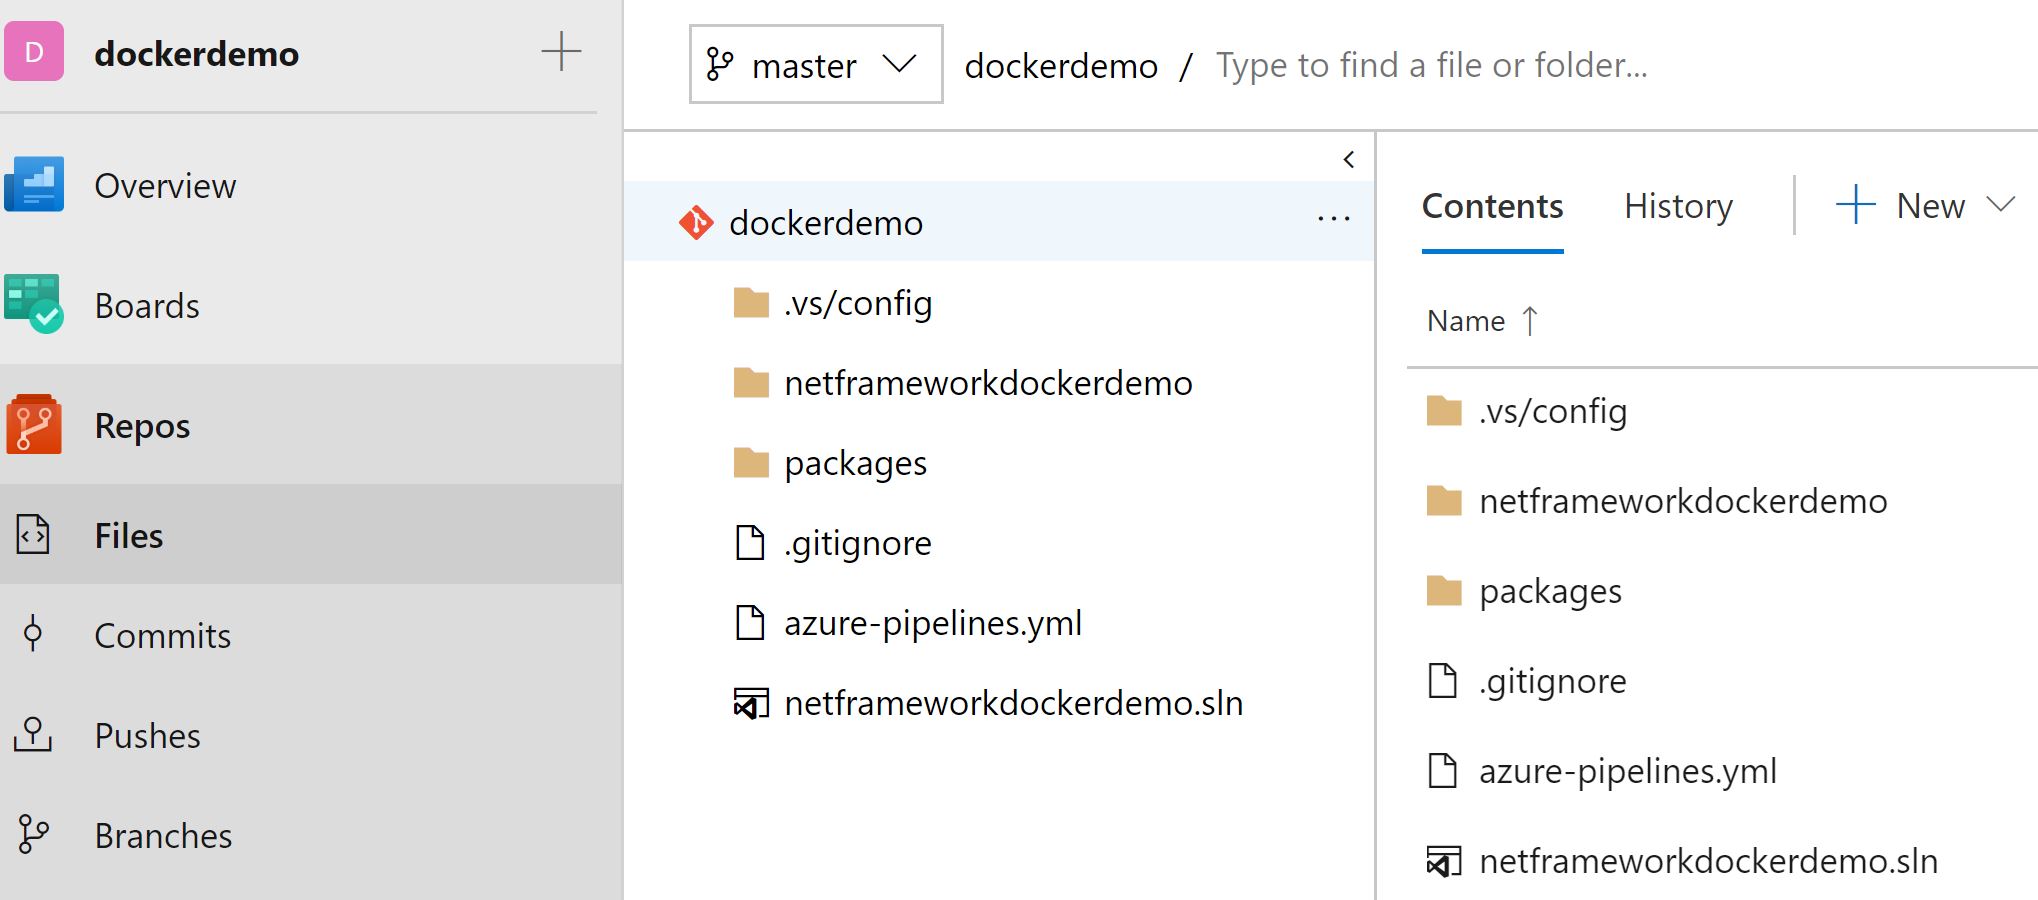 D dockerdemo
Overview
Boards
Repos
Files
Commits
Pushes
Branches
master dockerdemo / Type to find a file or folder...
dockerdemo ...
.vs/config
netframeworkdockerdemo
packages
.gitignore
azure-pipelines.yml
netframeworkdockerdemo.sln
Contents History + New
Name ↑
.vs/config
netframeworkdockerdemo
packages
.gitignore
azure-pipelines.yml
netframeworkdockerdemo.sln